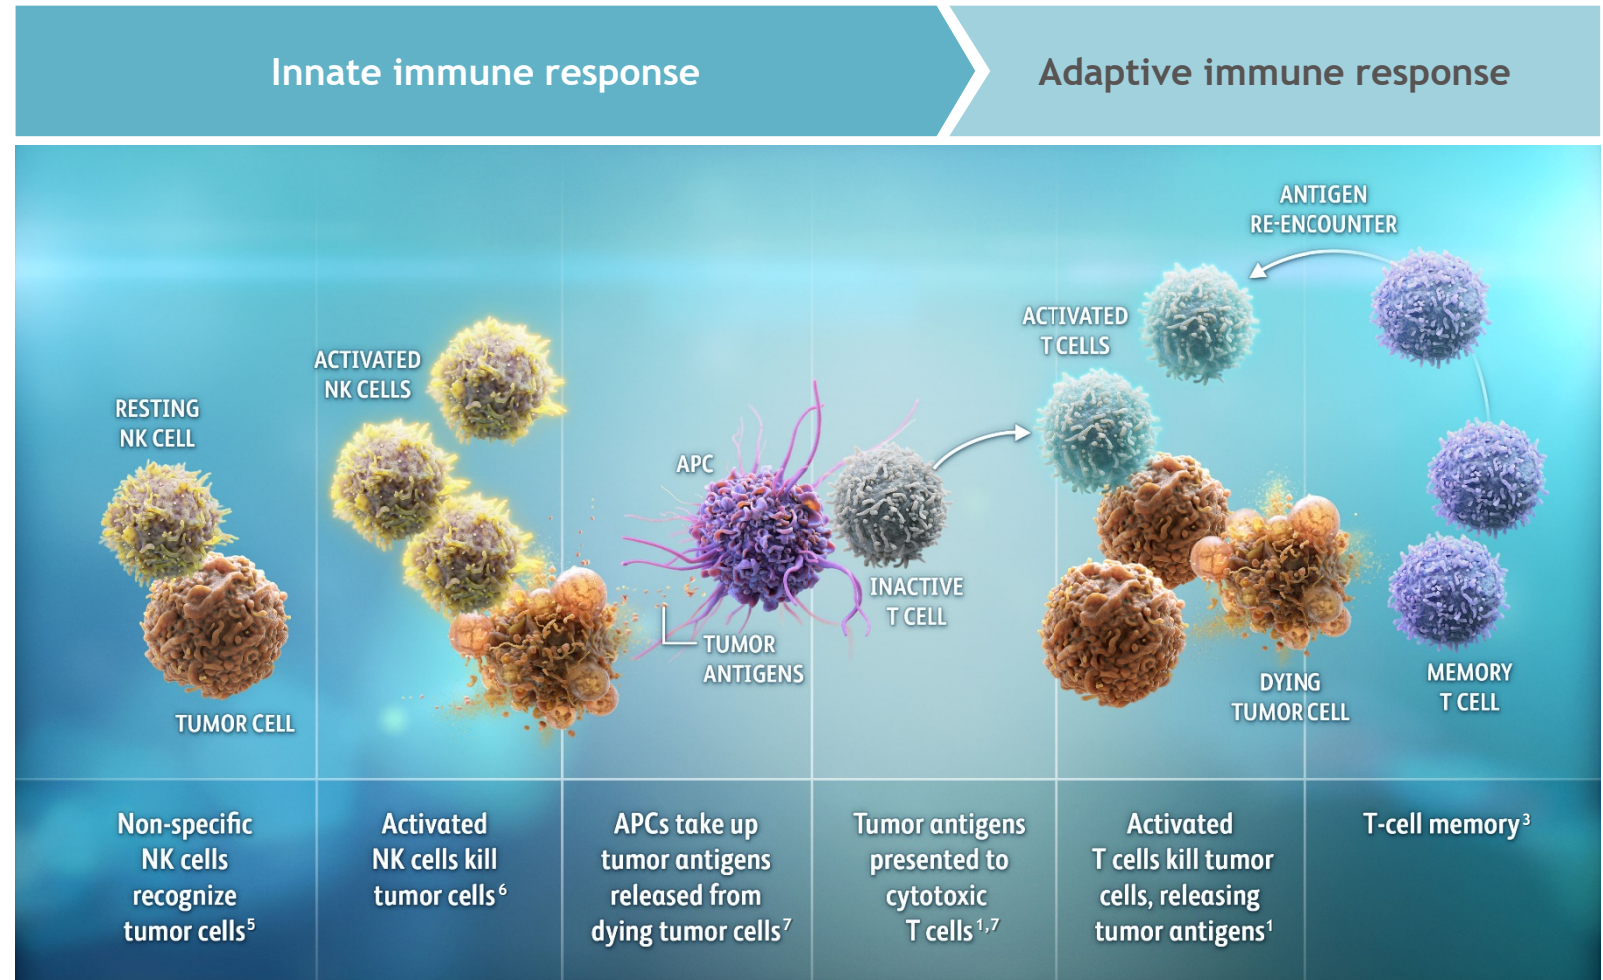 Innate immune response
Adaptive immune response
ANTIGEN
RE-ENCOUNTER
ACTIVATED
T CELLS
ACTIVATED
NK CELLS
RESTING
NK CELL
APC
INACTIVE
T CELL
TUMOR
ANTIGENS
TUMOR CELL
DYING
TUMOR CELL
MEMORY
T CELL
Non-specific
NK cells
recognize
tumor cells⁵
Activated
NK cells kill
tumor cells⁶
APCs take up
tumor antigens
released from
dying tumor cells⁷
Tumor antigens
presented to
cytotoxic
T cells¹,⁷
Activated
T cells kill tumor
cells, releasing
tumor antigens¹
T-cell memory³